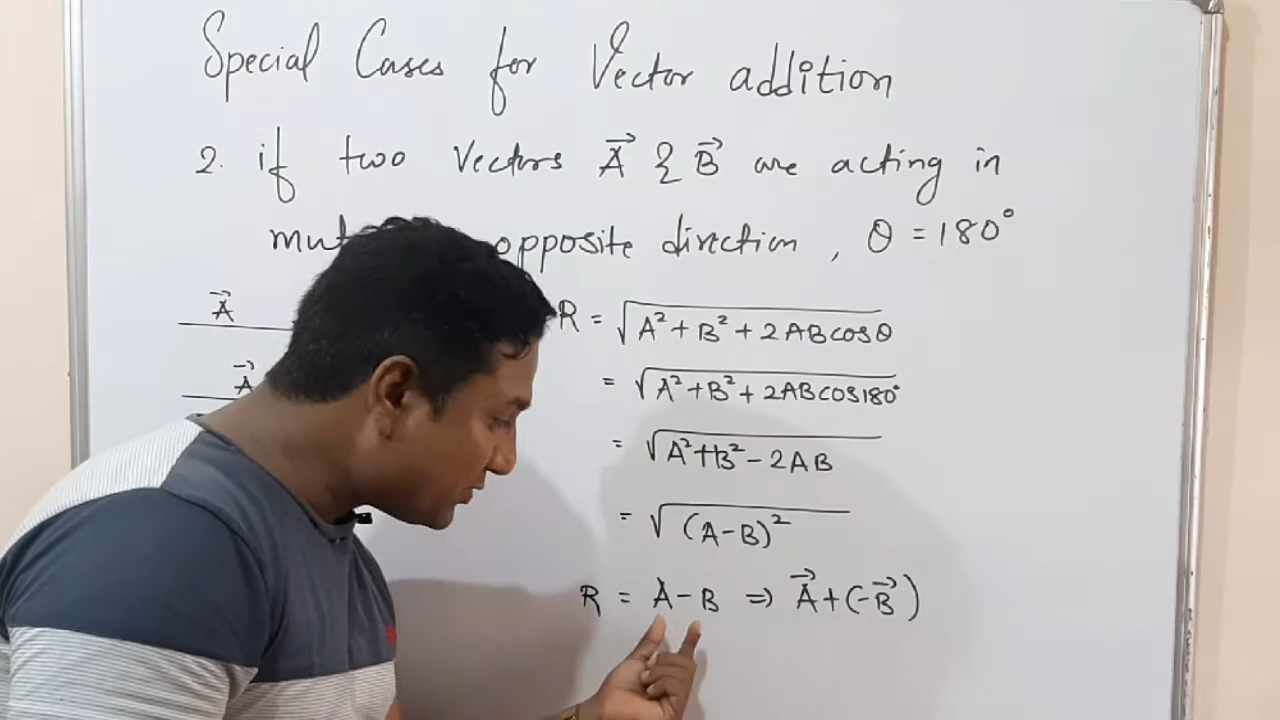 Special Cases for Vector addition
2. if two vectors A⃗ & B⃗ are acting in
opposite direction, θ = 180°
A⃗
A⃗
R = √(A² + B² + 2ABcosθ)
= √(A² + B² + 2ABcos180°)
= √(A² + B² - 2AB)
= √((A-B)²)
R = A - B ⇒ A⃗ + (-B⃗)